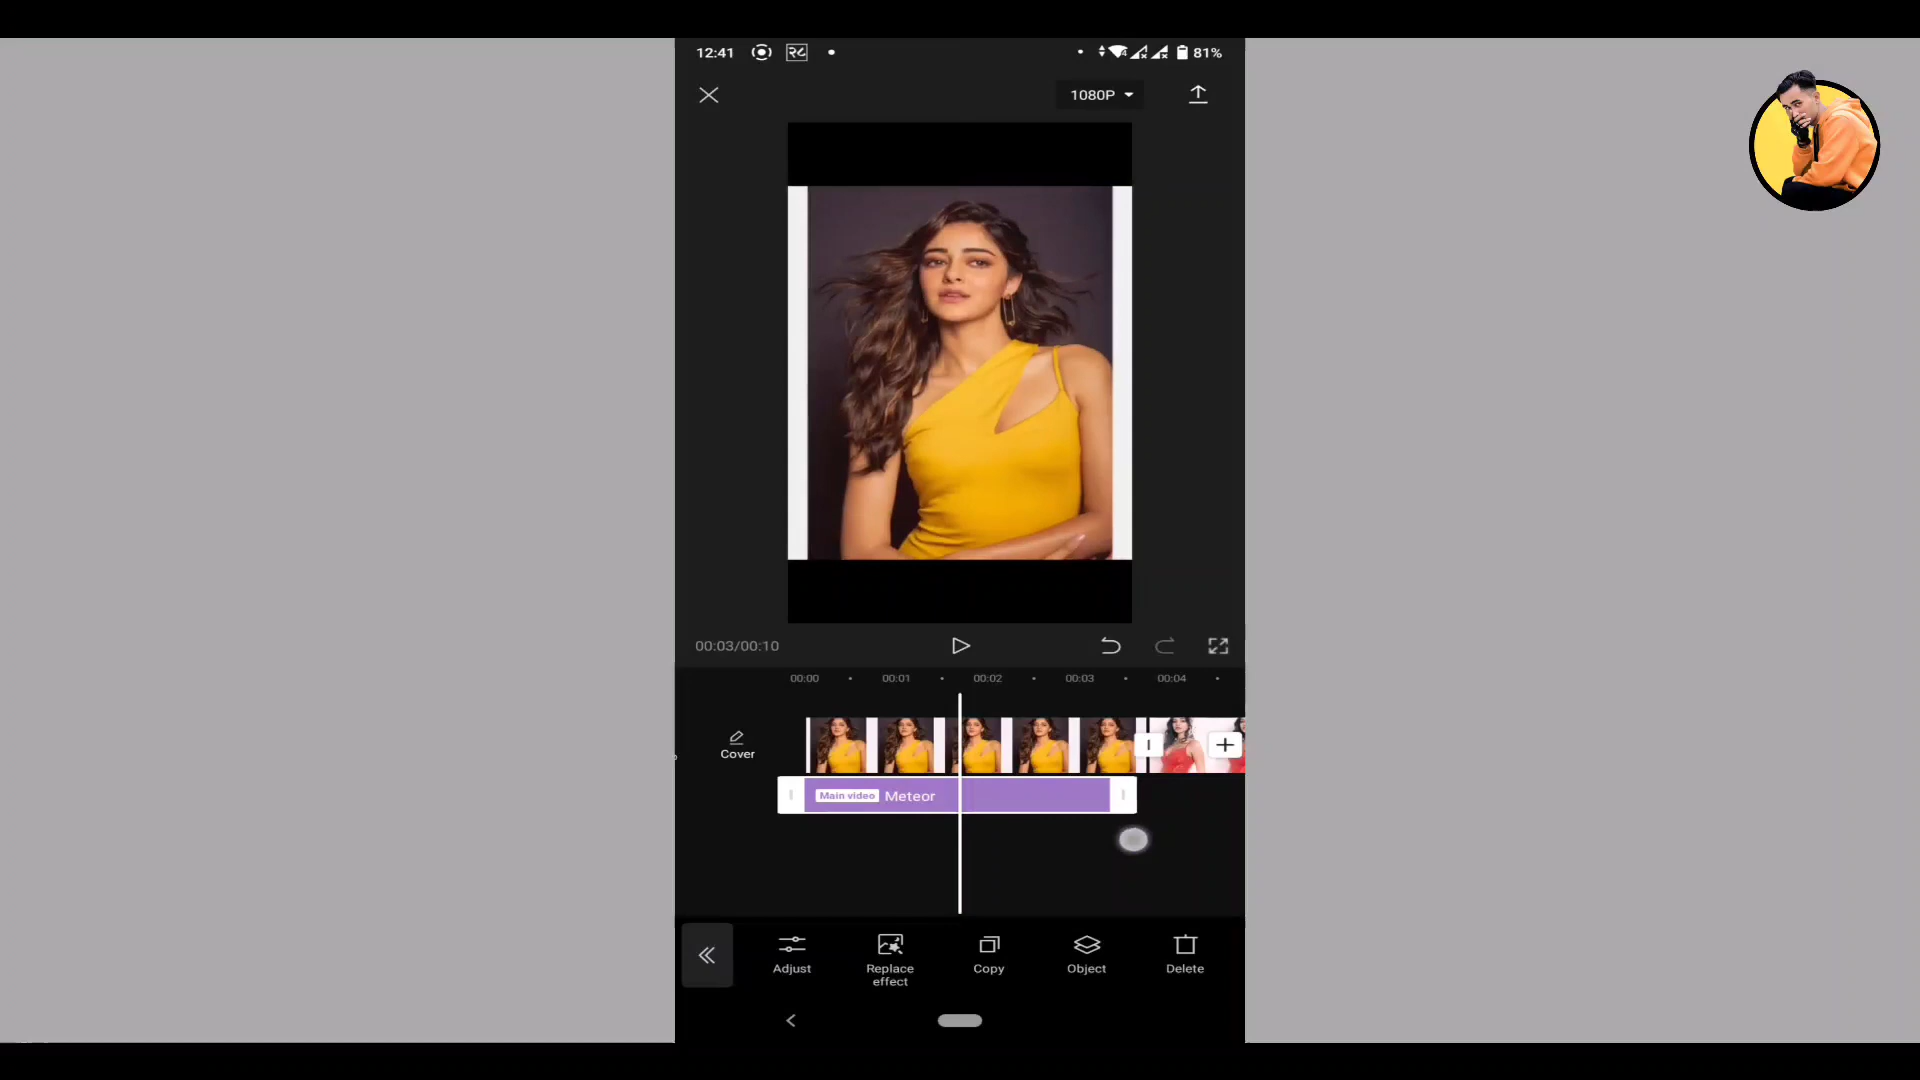 12:41
81%
1080P
00:03/00:10
00:00 00:01 00:02 00:03 00:04
Cover
Main video Meteor
Adjust
Replace
effect
Copy
Object
Delete